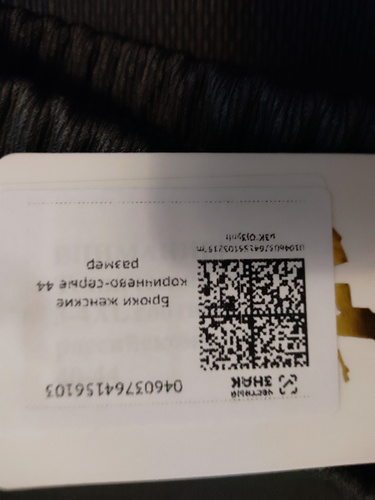 ЧЕСТНЫЙ
ЗНАК
04603764156103
Брюки женские
коричнево-серые 44
размер